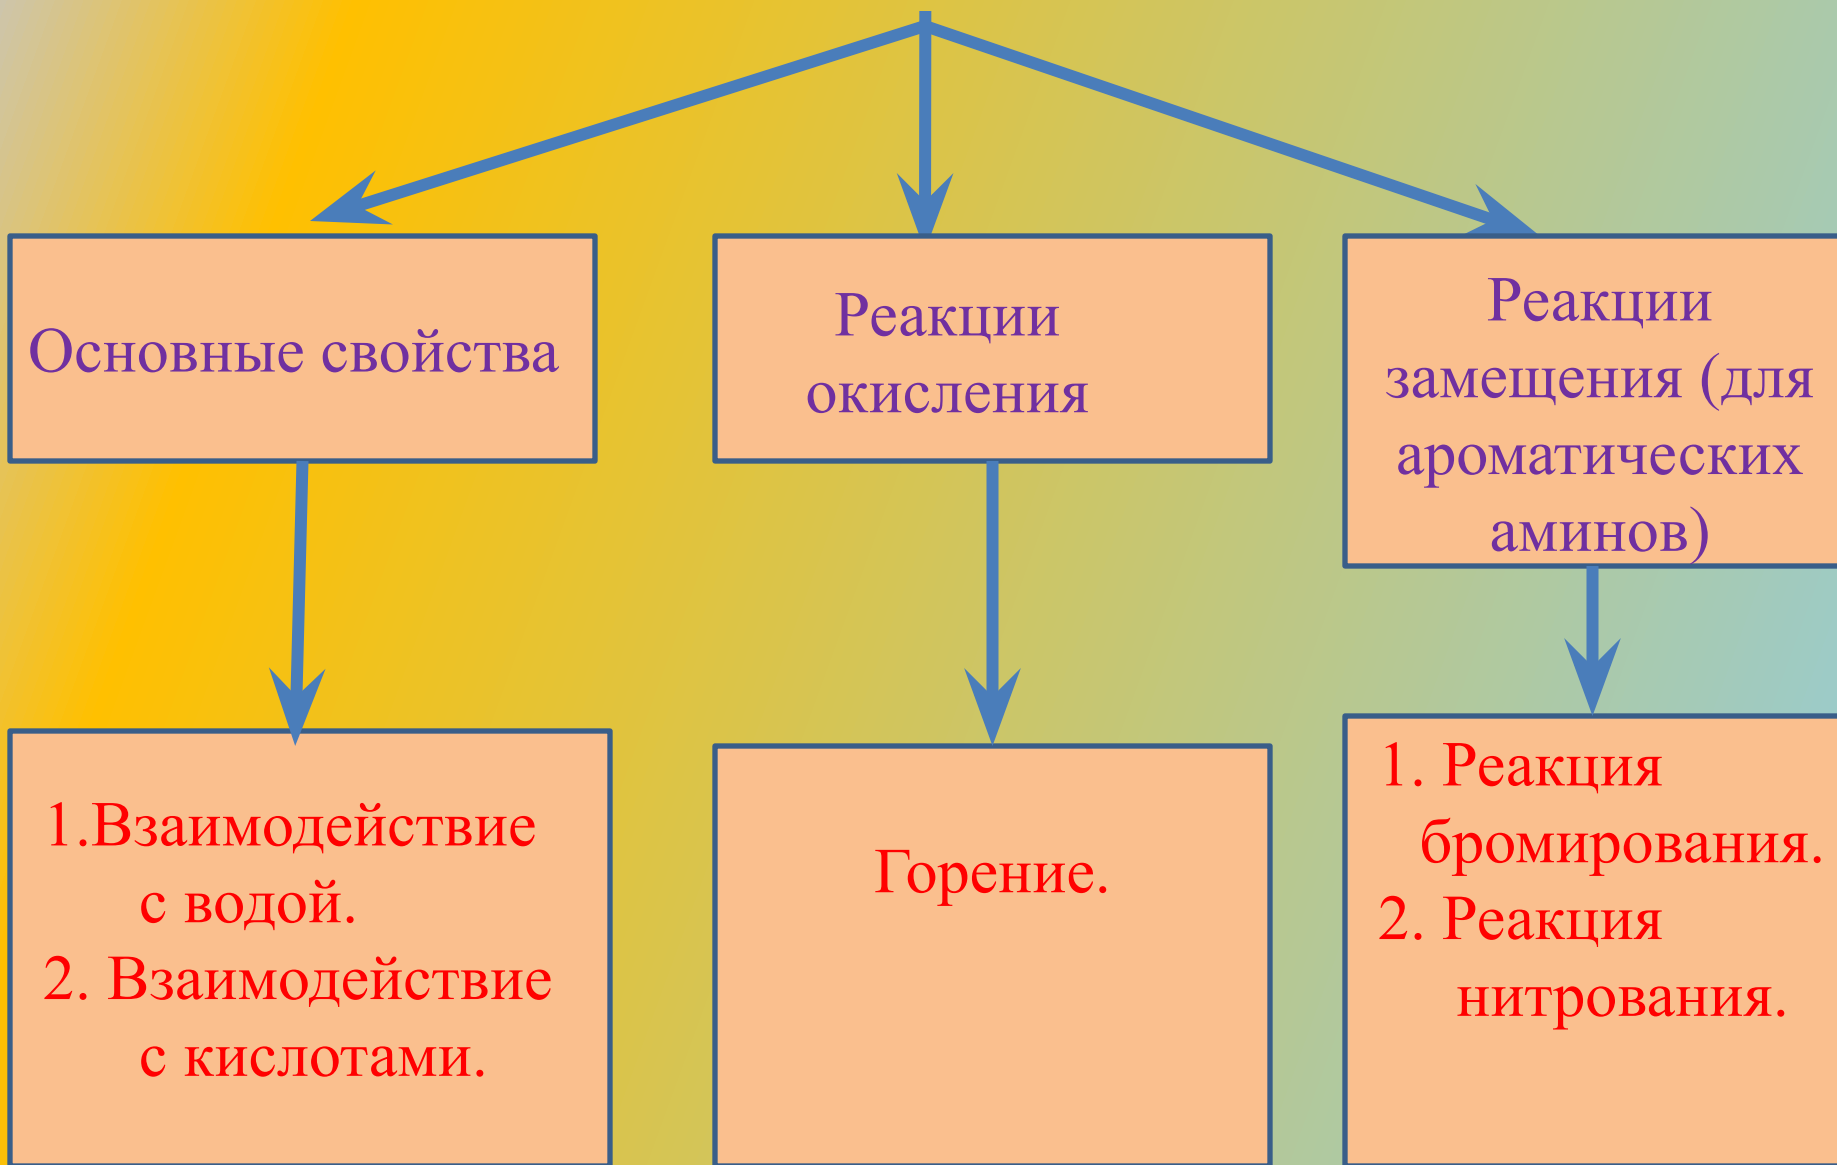 Основные свойства
Реакции
окисления
Реакции
замещения (для
ароматических
аминов)
1.Взаимодействие
с водой.
2. Взаимодействие
с кислотами.
Горение.
1. Реакция
бромирования.
2. Реакция
нитрования.